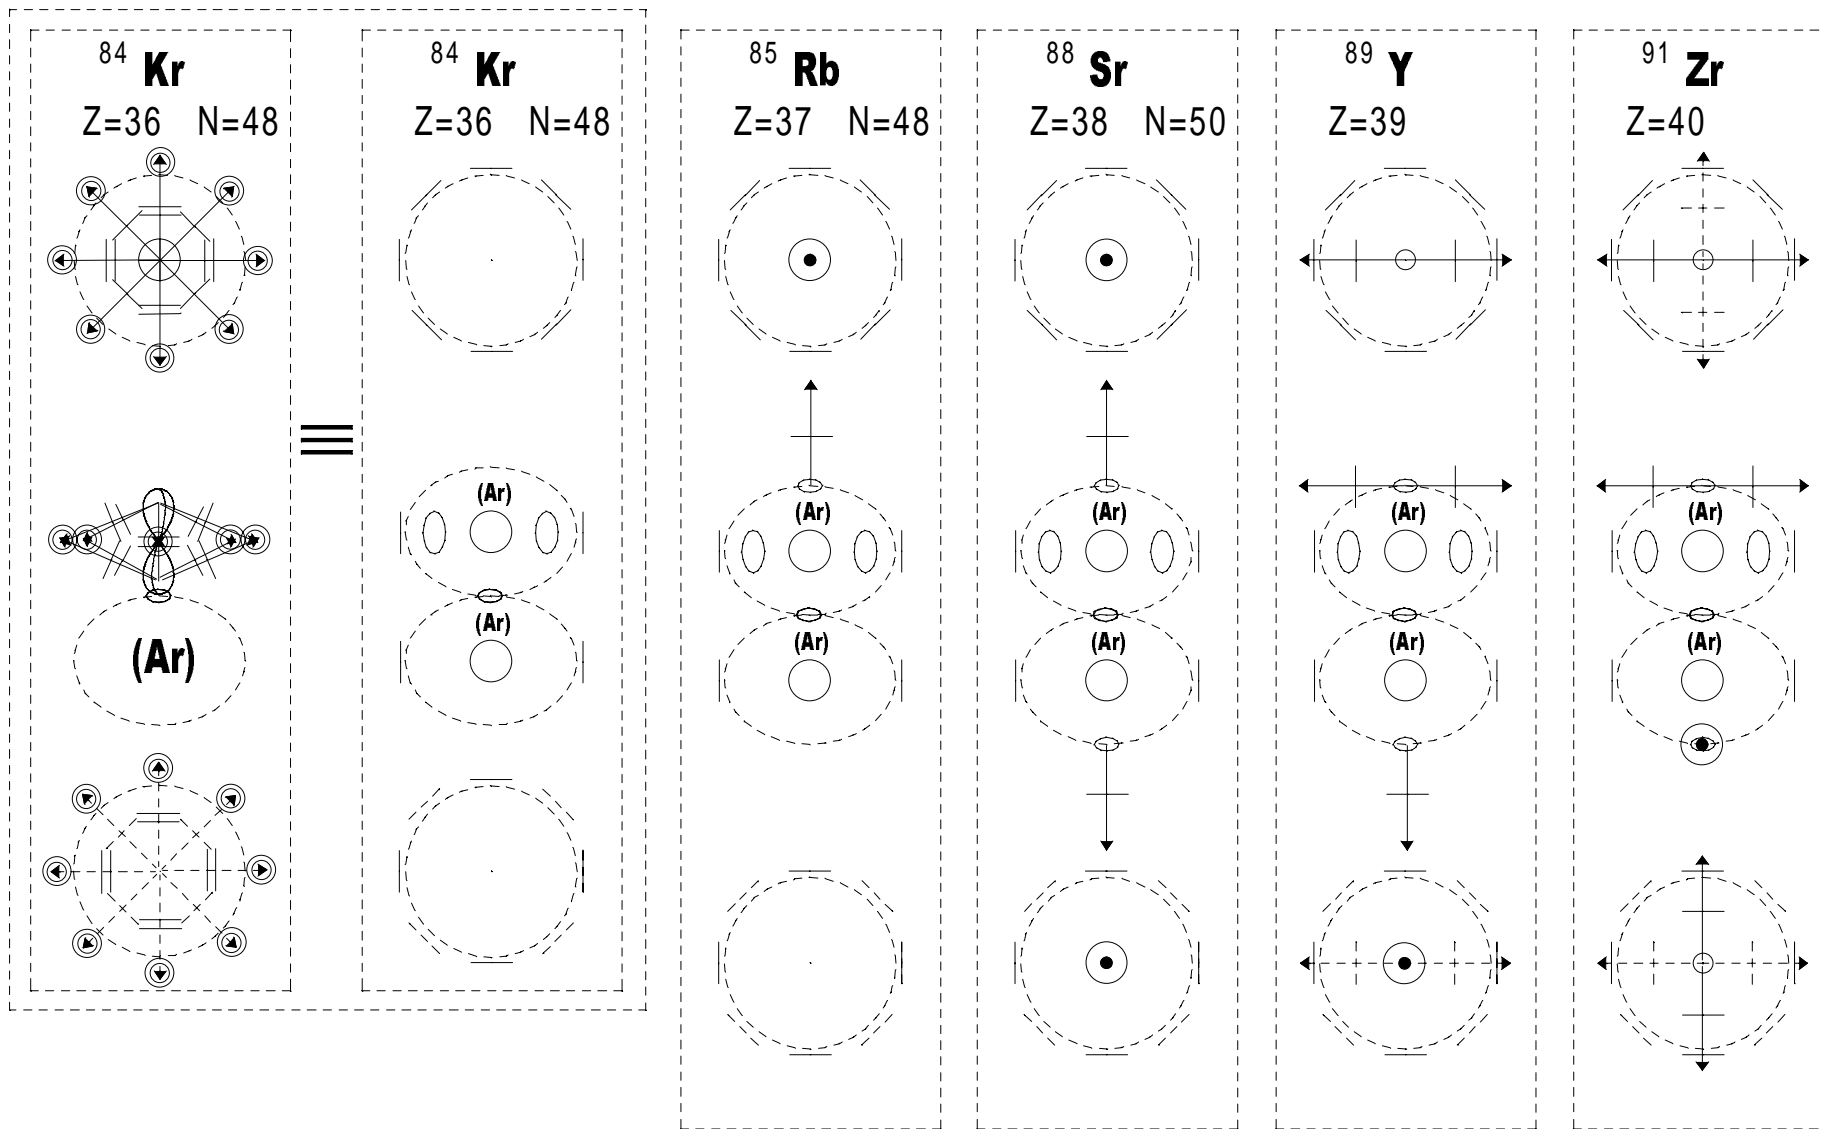 84 Kr
Z=36 N=48
(Ar)
84 Kr
Z=36 N=48
(Ar)
(Ar)
85 Rb
Z=37 N=48
(Ar)
(Ar)
88 Sr
Z=38 N=50
(Ar)
(Ar)
89 Y
Z=39
(Ar)
(Ar)
91 Zr
Z=40
(Ar)
(Ar)